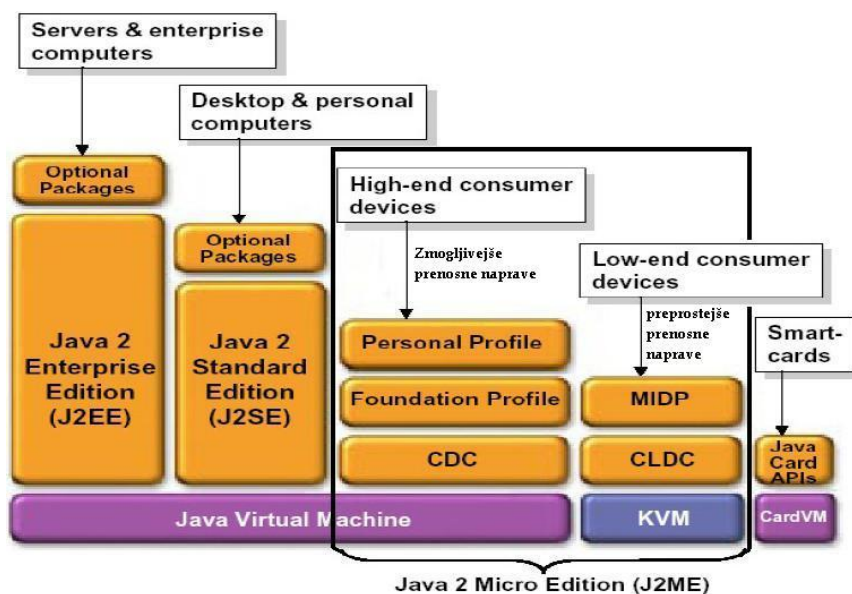 Servers & enterprise
computers
Desktop & personal
computers
Optional
Packages
High-end consumer
devices
Optional
Packages
Zmogljivejše
prenosne naprave
Low-end consumer
devices
preprostejše
prenosne
naprave
Smart-
cards
Java 2
Enterprise
Edition
(J2EE)
Java 2
Standard
Edition
(J2SE)
Personal Profile
Foundation Profile
MIDP
CDC
CLDC
Java
Card
APIs
Java Virtual Machine
KVM
CardVM
Java 2 Micro Edition (J2ME)